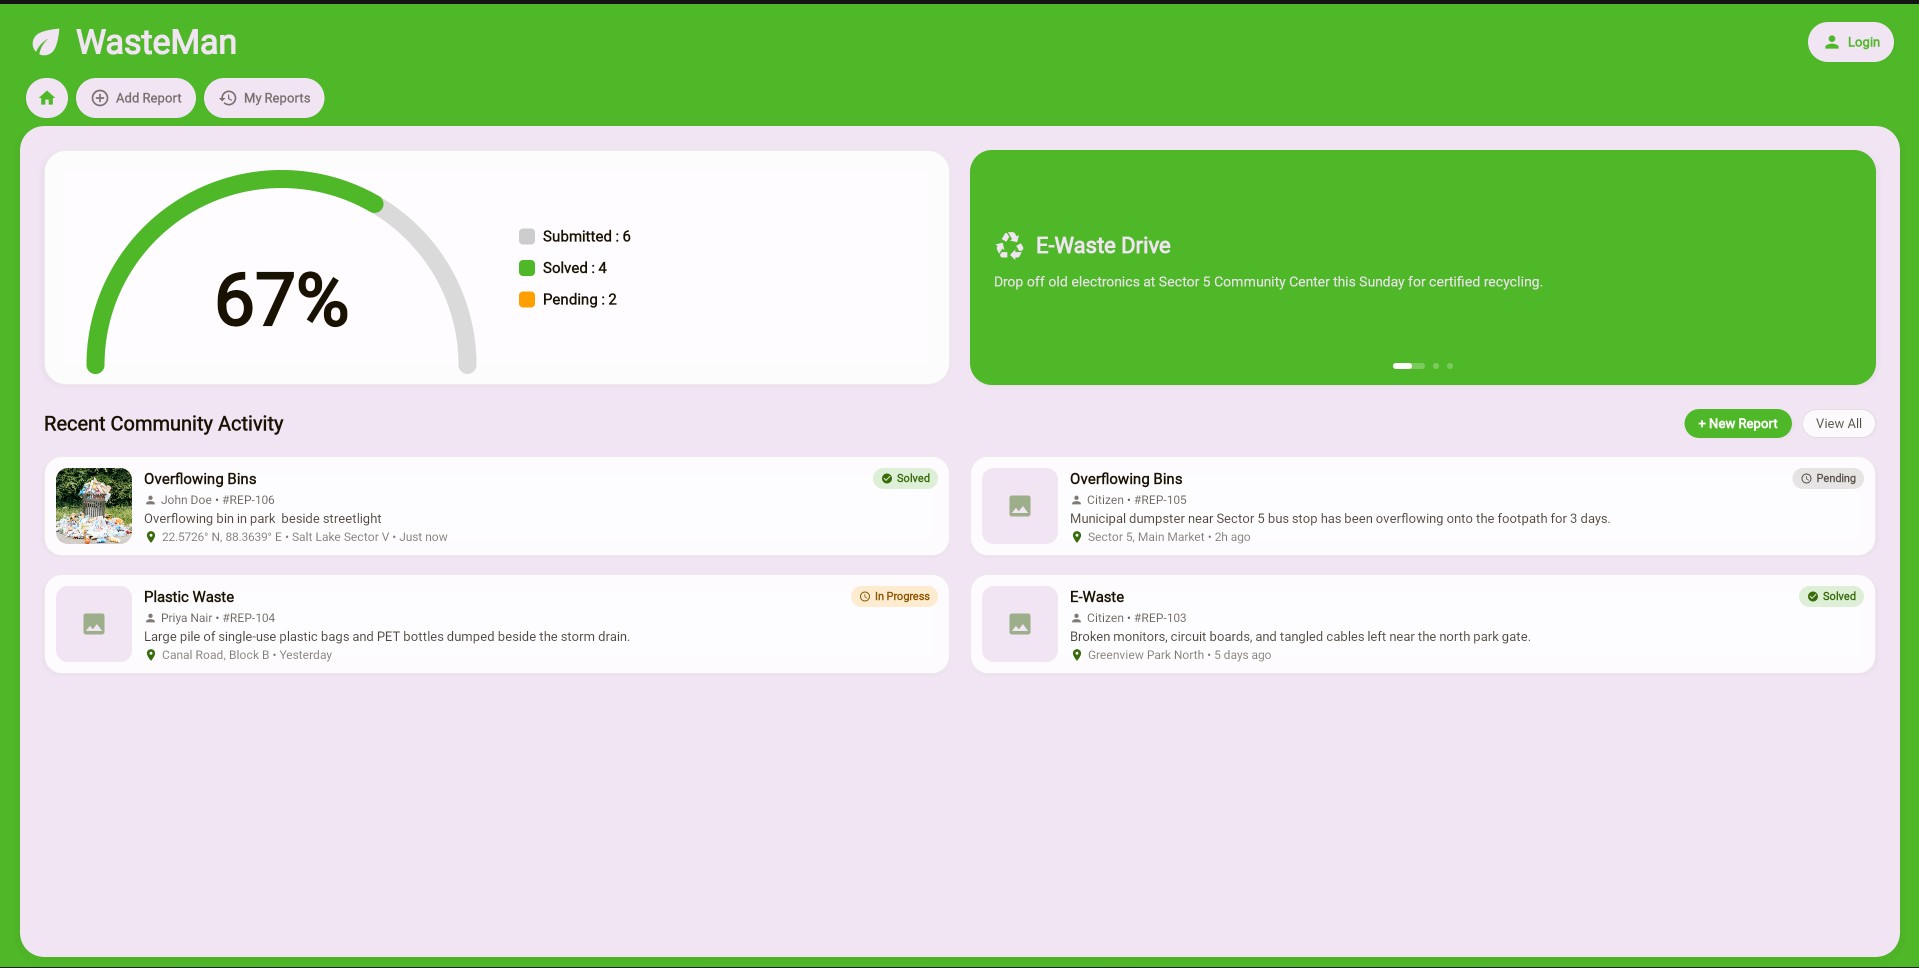 WasteMan
Login
Add Report
My Reports
67%
Submitted : 6
Solved : 4
Pending : 2
E-Waste Drive
Drop off old electronics at Sector 5 Community Center this Sunday for certified recycling.
Recent Community Activity
+ New Report
View All
Overflowing Bins
Solved
John Doe • #REP-106
Overflowing bin in park  beside streetlight
22.5726° N, 88.3639° E • Salt Lake Sector V • Just now
Overflowing Bins
Pending
Citizen • #REP-105
Municipal dumpster near Sector 5 bus stop has been overflowing onto the footpath for 3 days.
Sector 5, Main Market • 2h ago
Plastic Waste
In Progress
Priya Nair • #REP-104
Large pile of single-use plastic bags and PET bottles dumped beside the storm drain.
Canal Road, Block B • Yesterday
E-Waste
Solved
Citizen • #REP-103
Broken monitors, circuit boards, and tangled cables left near the north park gate.
Greenview Park North • 5 days ago